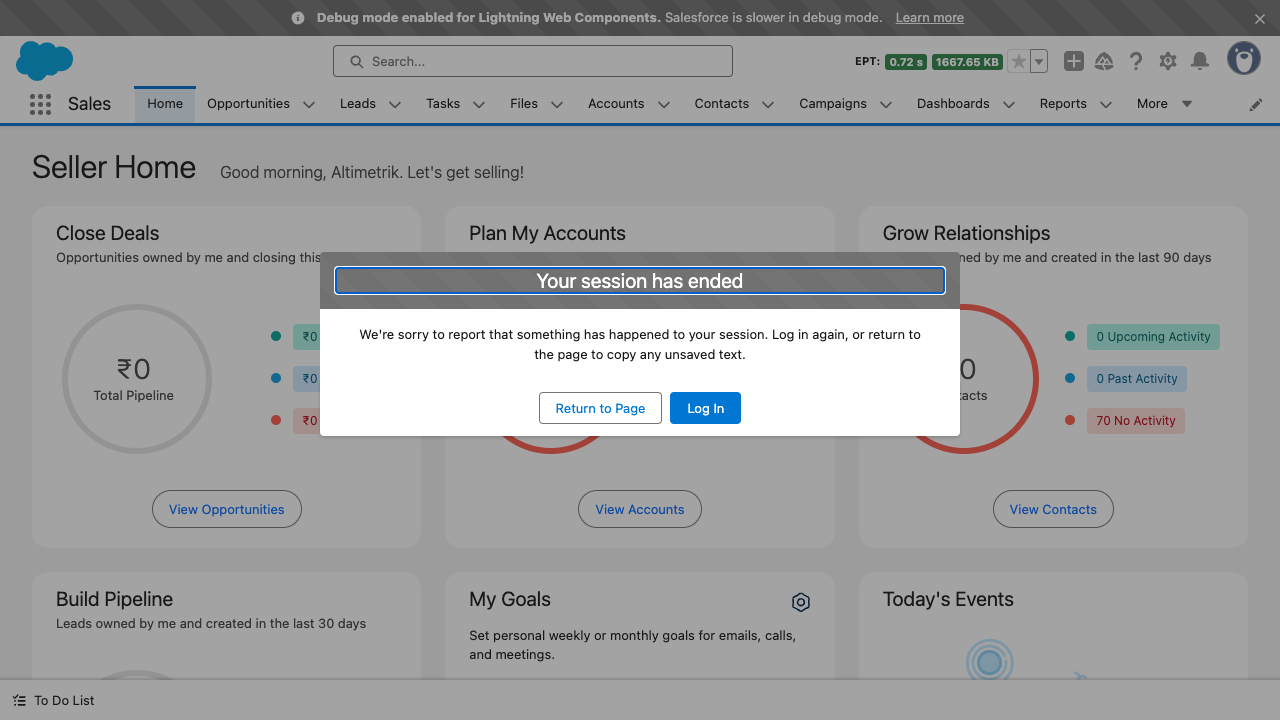 Debug mode enabled for Lightning Web Components. Salesforce is slower in debug mode. Learn more
Search...
EPT: 0.72 s 1667.65 KB
Sales Home Opportunities Leads Tasks Files Accounts Contacts Campaigns Dashboards Reports More
Seller Home Good morning, Altimetrik. Let's get selling!
Close Deals
Opportunities owned by me and closing this
₹0
Total Pipeline
₹0
₹0
₹0
View Opportunities
Plan My Accounts
View Accounts
Grow Relationships
ned by me and created in the last 90 days
0
tacts
0 Upcoming Activity
0 Past Activity
70 No Activity
View Contacts
Your session has ended
We're sorry to report that something has happened to your session. Log in again, or return to
the page to copy any unsaved text.
Return to Page Log In
Build Pipeline
Leads owned by me and created in the last 30 days
My Goals
Set personal weekly or monthly goals for emails, calls,
and meetings.
Today's Events
To Do List